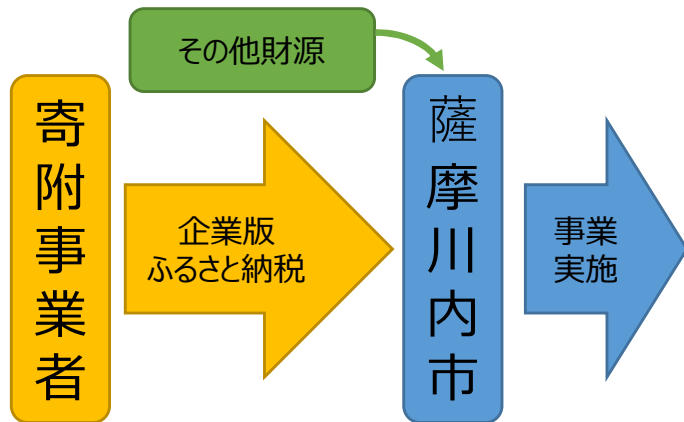 その他財源
寄附事業者
企業版
ふるさと納税
薩摩川内市
事業
実施